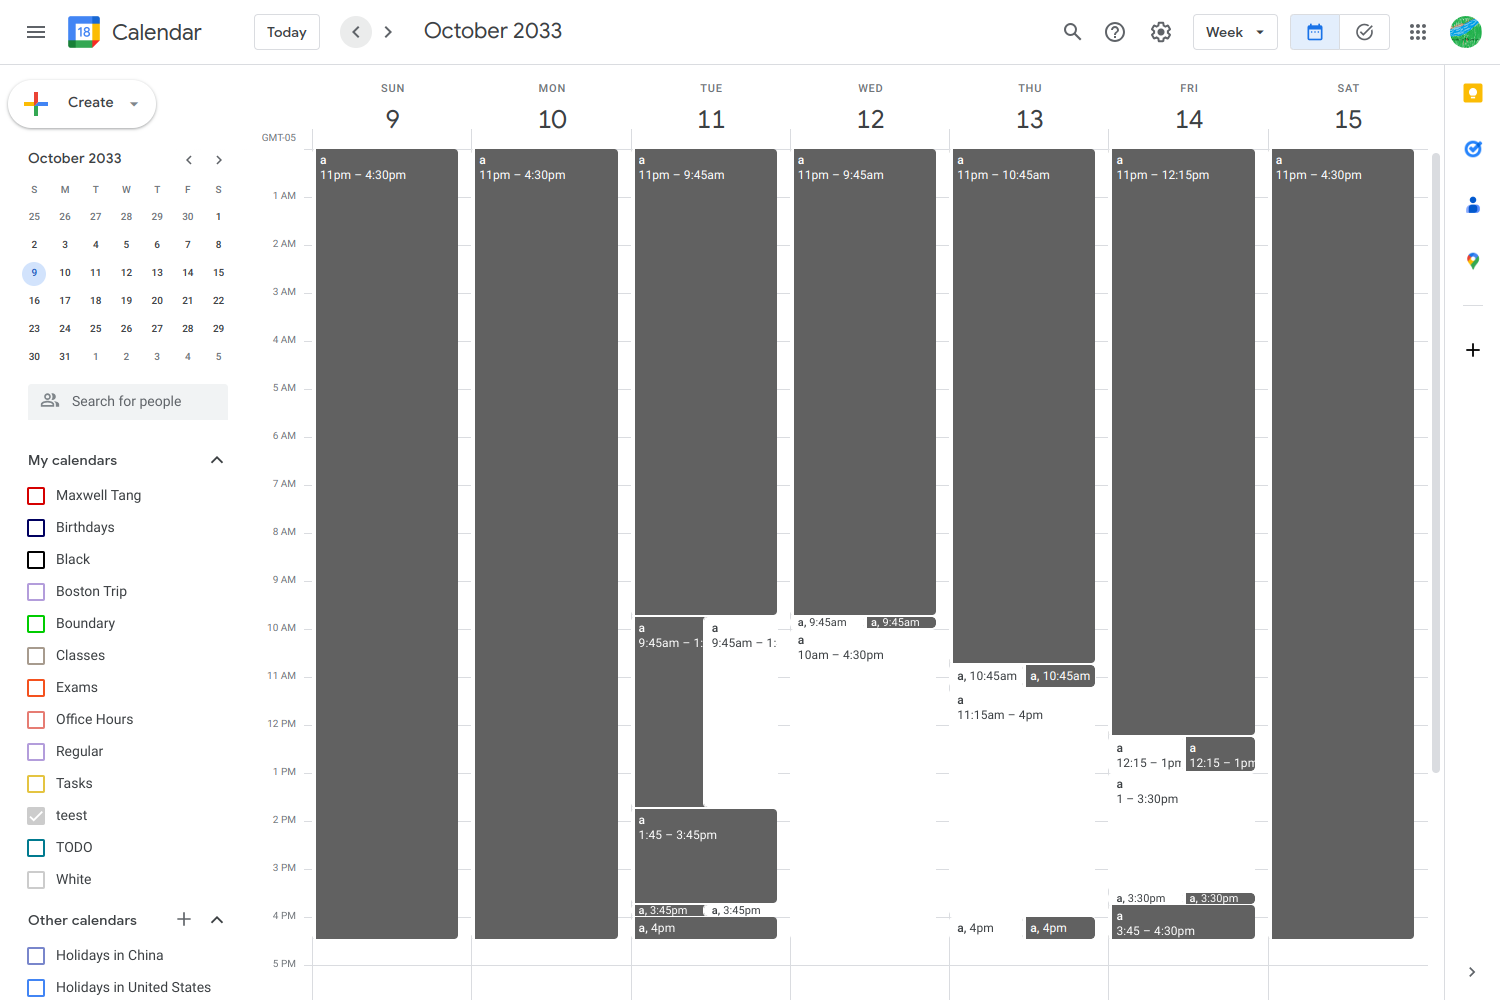 18
Calendar
Today
October 2033
Week
Create
October 2033
S M T W T F S
25 26 27 28 29 30 1
2 3 4 5 6 7 8
9 10 11 12 13 14 15
16 17 18 19 20 21 22
23 24 25 26 27 28 29
30 31 1 2 3 4 5
Search for people
My calendars
Maxwell Tang
Birthdays
Black
Boston Trip
Boundary
Classes
Exams
Office Hours
Regular
Tasks
teest
TODO
White
Other calendars
Holidays in China
Holidays in United States
SUN MON TUE WED THU FRI SAT
9 10 11 12 13 14 15
GMT-05
1 AM
2 AM
3 AM
4 AM
5 AM
6 AM
7 AM
8 AM
9 AM
10 AM
11 AM
12 PM
1 PM
2 PM
3 PM
4 PM
5 PM
a
11pm – 4:30pm
a
11pm – 4:30pm
a
11pm – 9:45am
a
9:45am – 1:
a
9:45am – 1:
a
1:45 – 3:45pm
a, 3:45pm
a, 3:45pm
a, 4pm
a
11pm – 9:45am
a, 9:45am
a, 9:45am
a
10am – 4:30pm
a
11pm – 10:45am
a, 10:45am
a, 10:45am
a
11:15am – 4pm
a, 4pm
a, 4pm
a
11pm – 12:15pm
a
12:15 – 1pm
a
12:15 – 1pm
a
1 – 3:30pm
a, 3:30pm
a, 3:30pm
a
3:45 – 4:30pm
a
11pm – 4:30pm